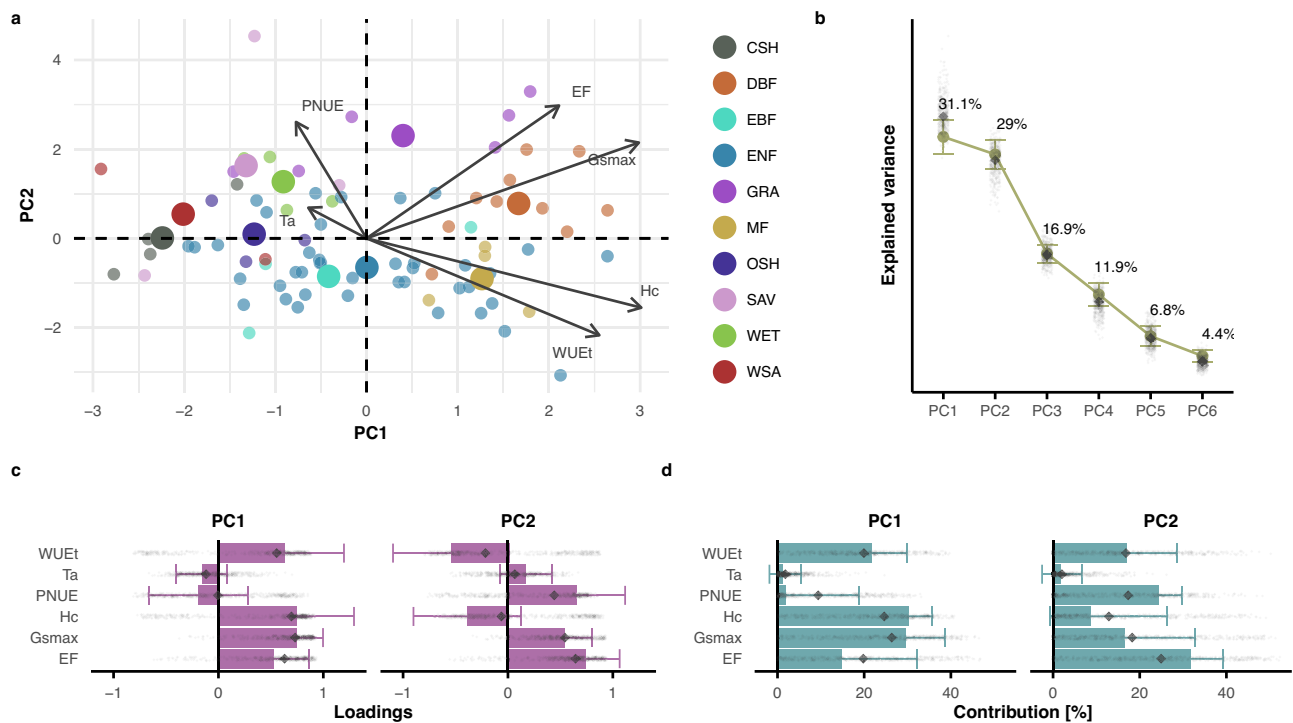 a
b
4
2
0
−2
PC2
−3
−2
−1
0
1
2
3
PC1
PNUE
EF
Gsmax
Ta
Hc
WUEt
CSH
DBF
EBF
ENF
GRA
MF
OSH
SAV
WET
WSA
Explained variance
31.1%
29%
16.9%
11.9%
6.8%
4.4%
PC1 PC2 PC3 PC4 PC5 PC6
c
d
PC1 PC2
WUEt
Ta
PNUE
Hc
Gsmax
EF
−1 0 1 −1 0 1
Loadings
PC1 PC2
WUEt
Ta
PNUE
Hc
Gsmax
EF
0 20 40 0 20 40
Contribution [%]